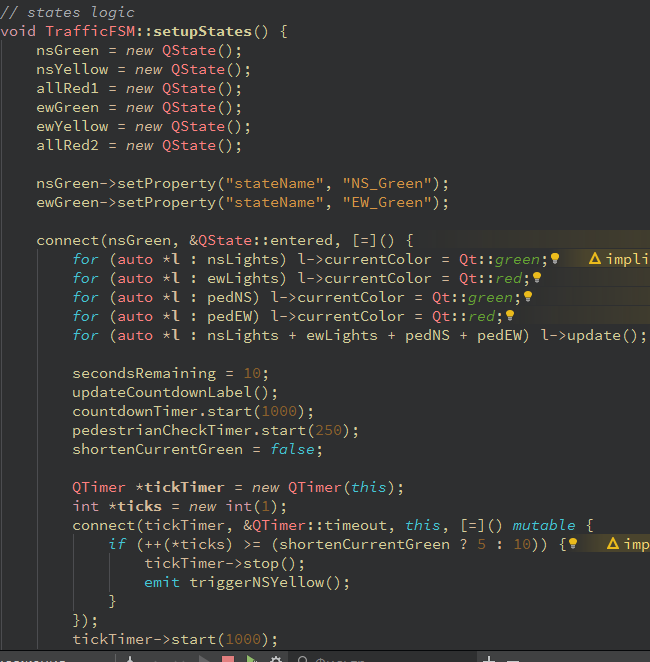 // states logic
void TrafficFSM::setupStates() {
    nsGreen = new QState();
    nsYellow = new QState();
    allRed1 = new QState();
    ewGreen = new QState();
    ewYellow = new QState();
    allRed2 = new QState();

    nsGreen->setProperty("stateName", "NS_Green");
    ewGreen->setProperty("stateName", "EW_Green");

    connect(nsGreen, &QState::entered, [=]() {
        for (auto *l : nsLights) l->currentColor = Qt::green; impli
        for (auto *l : ewLights) l->currentColor = Qt::red;
        for (auto *l : pedNS) l->currentColor = Qt::green;
        for (auto *l : pedEW) l->currentColor = Qt::red;
        for (auto *l : nsLights + ewLights + pedNS + pedEW) l->update();

        secondsRemaining = 10;
        updateCountdownLabel();
        countdownTimer.start(1000);
        pedestrianCheckTimer.start(250);
        shortenCurrentGreen = false;

        QTimer *tickTimer = new QTimer(this);
        int *ticks = new int(1);
        connect(tickTimer, &QTimer::timeout, this, [=]() mutable {
            if (++(*ticks) >= (shortenCurrentGreen ? 5 : 10)) { imp
                tickTimer->stop();
                emit triggerNSYellow();
            }
        });
        tickTimer->start(1000);